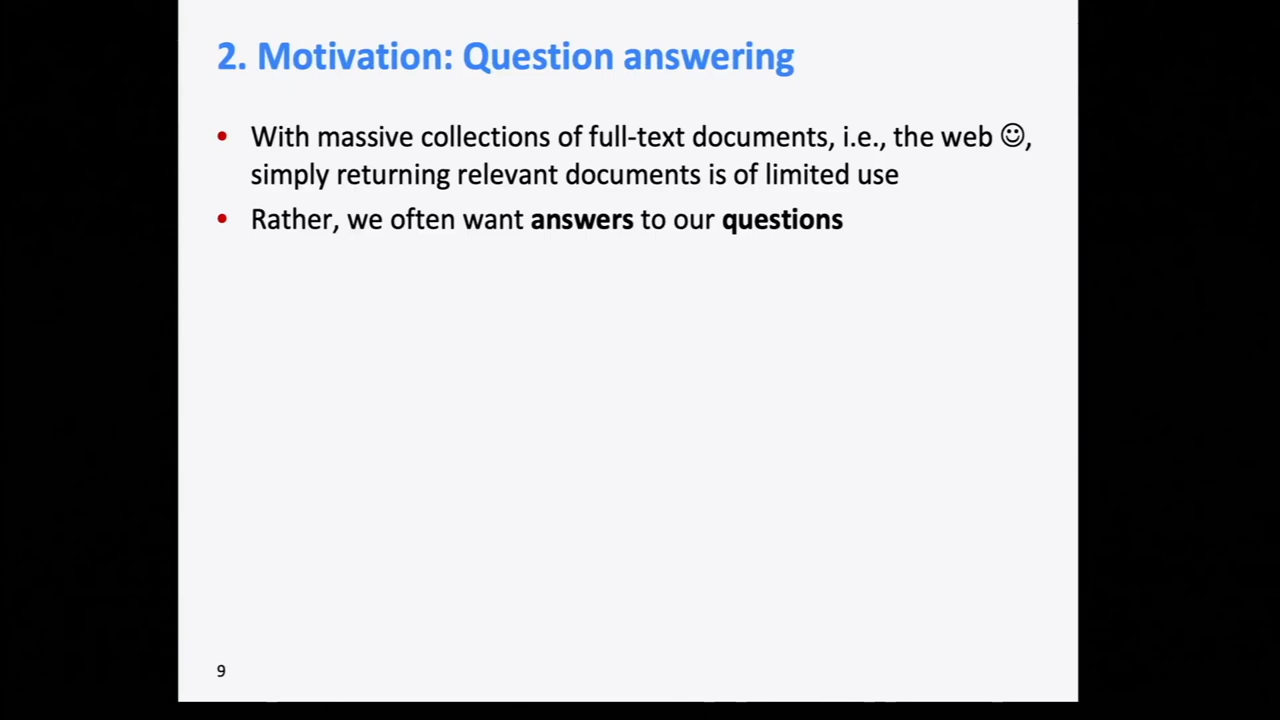 2. Motivation: Question answering
• With massive collections of full-text documents, i.e., the web ☺,
simply returning relevant documents is of limited use
• Rather, we often want answers to our questions
9